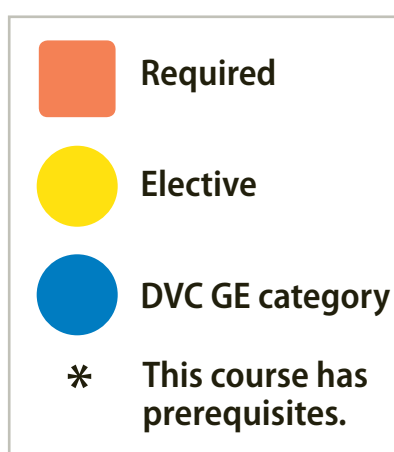 Required
Elective
DVC GE category
* This course has
prerequisites.